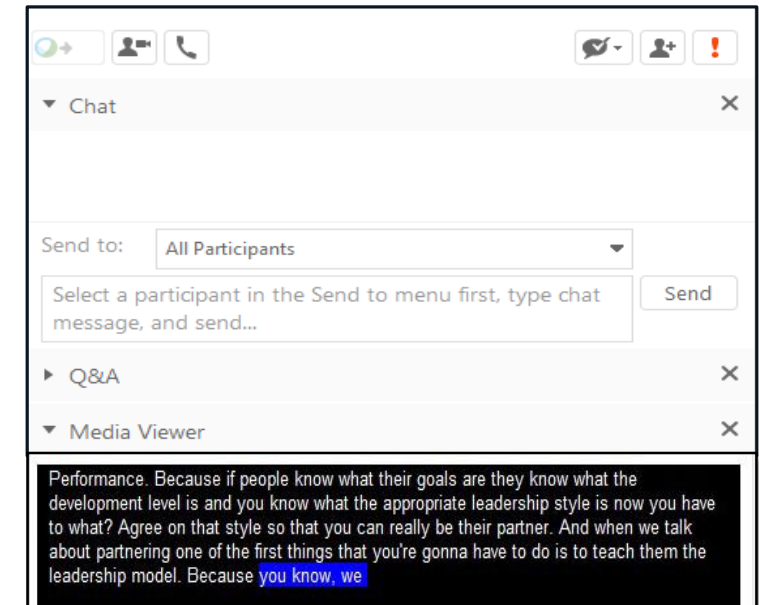 Chat
Send to:
All Participants
Select a participant in the Send to menu first, type chat
message, and send...
Send
Q&A
Media Viewer
Performance. Because if people know what their goals are they know what the
development level is and you know what the appropriate leadership style is now you have
to what? Agree on that style so that you can really be their partner. And when we talk
about partnering one of the first things that you're gonna have to do is to teach them the
leadership model. Because you know, we